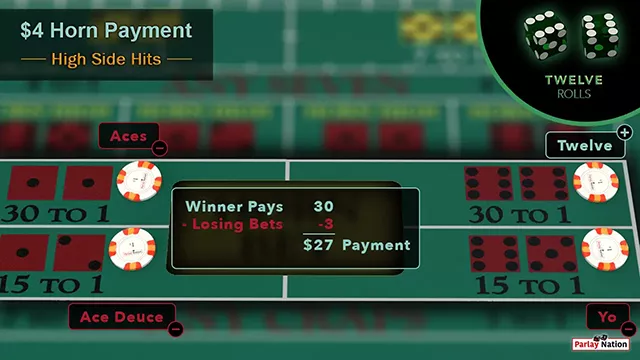 $4 Horn Payment
High Side Hits
TWELVE
ROLLS
Aces
Twelve
30 TO 1
30 TO 1
Winner Pays 30
- Losing Bets -3
$27 Payment
15 TO 1
15 TO 1
Ace Deuce
Yo
Parlay Nation